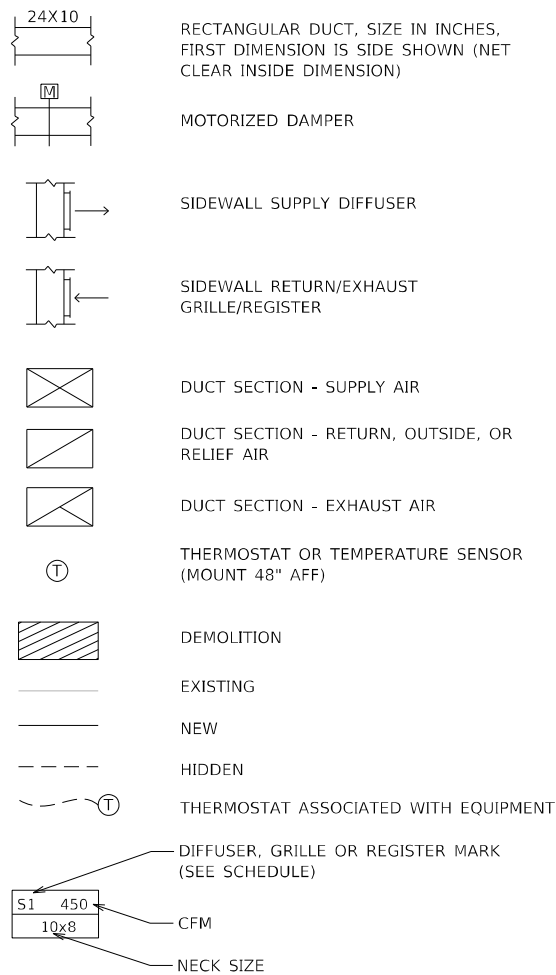 24X10
RECTANGULAR DUCT, SIZE IN INCHES,
FIRST DIMENSION IS SIDE SHOWN (NET
CLEAR INSIDE DIMENSION)
M
MOTORIZED DAMPER
SIDEWALL SUPPLY DIFFUSER
SIDEWALL RETURN/EXHAUST
GRILLE/REGISTER
DUCT SECTION - SUPPLY AIR
DUCT SECTION - RETURN, OUTSIDE, OR
RELIEF AIR
DUCT SECTION - EXHAUST AIR
T
THERMOSTAT OR TEMPERATURE SENSOR
(MOUNT 48" AFF)
DEMOLITION
EXISTING
NEW
HIDDEN
T
THERMOSTAT ASSOCIATED WITH EQUIPMENT
DIFFUSER, GRILLE OR REGISTER MARK
(SEE SCHEDULE)
S1 450
10x8
CFM
NECK SIZE